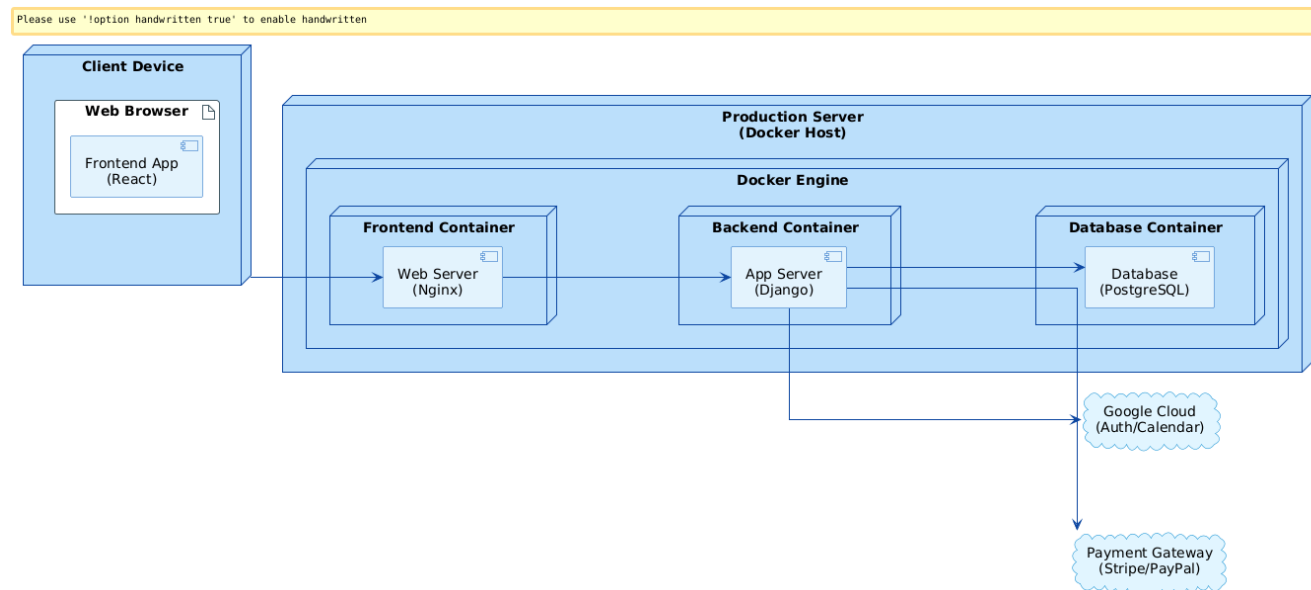 Please use '!option handwritten true' to enable handwritten
Client Device
Web Browser
Frontend App
(React)
Production Server
(Docker Host)
Docker Engine
Frontend Container
Web Server
(Nginx)
Backend Container
App Server
(Django)
Database Container
Database
(PostgreSQL)
Google Cloud
(Auth/Calendar)
Payment Gateway
(Stripe/PayPal)